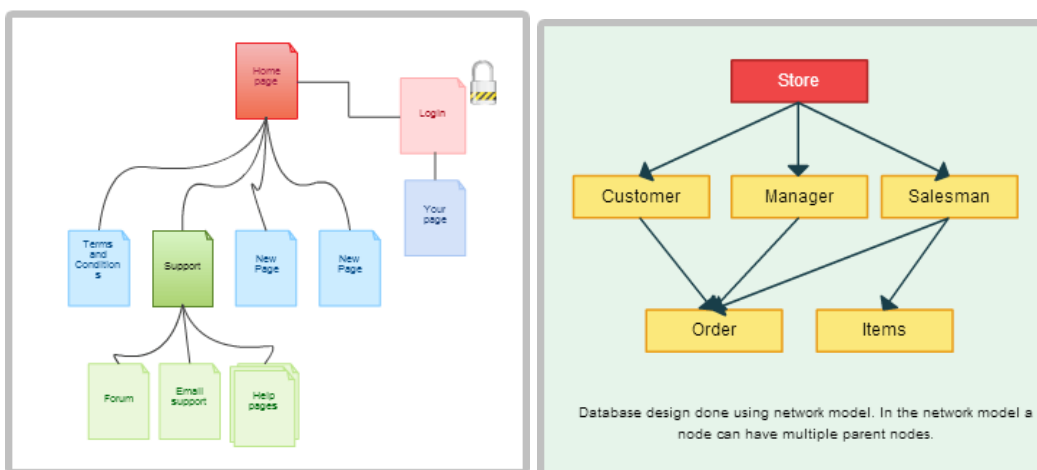 Home
page
Login
Your
page
Terms
and
Condition
s
Support
New
Page
New
Page
Forum
Email
support
Help
pages
Store
Customer
Manager
Salesman
Order
Items
Database design done using network model. In the network model a
node can have multiple parent nodes.